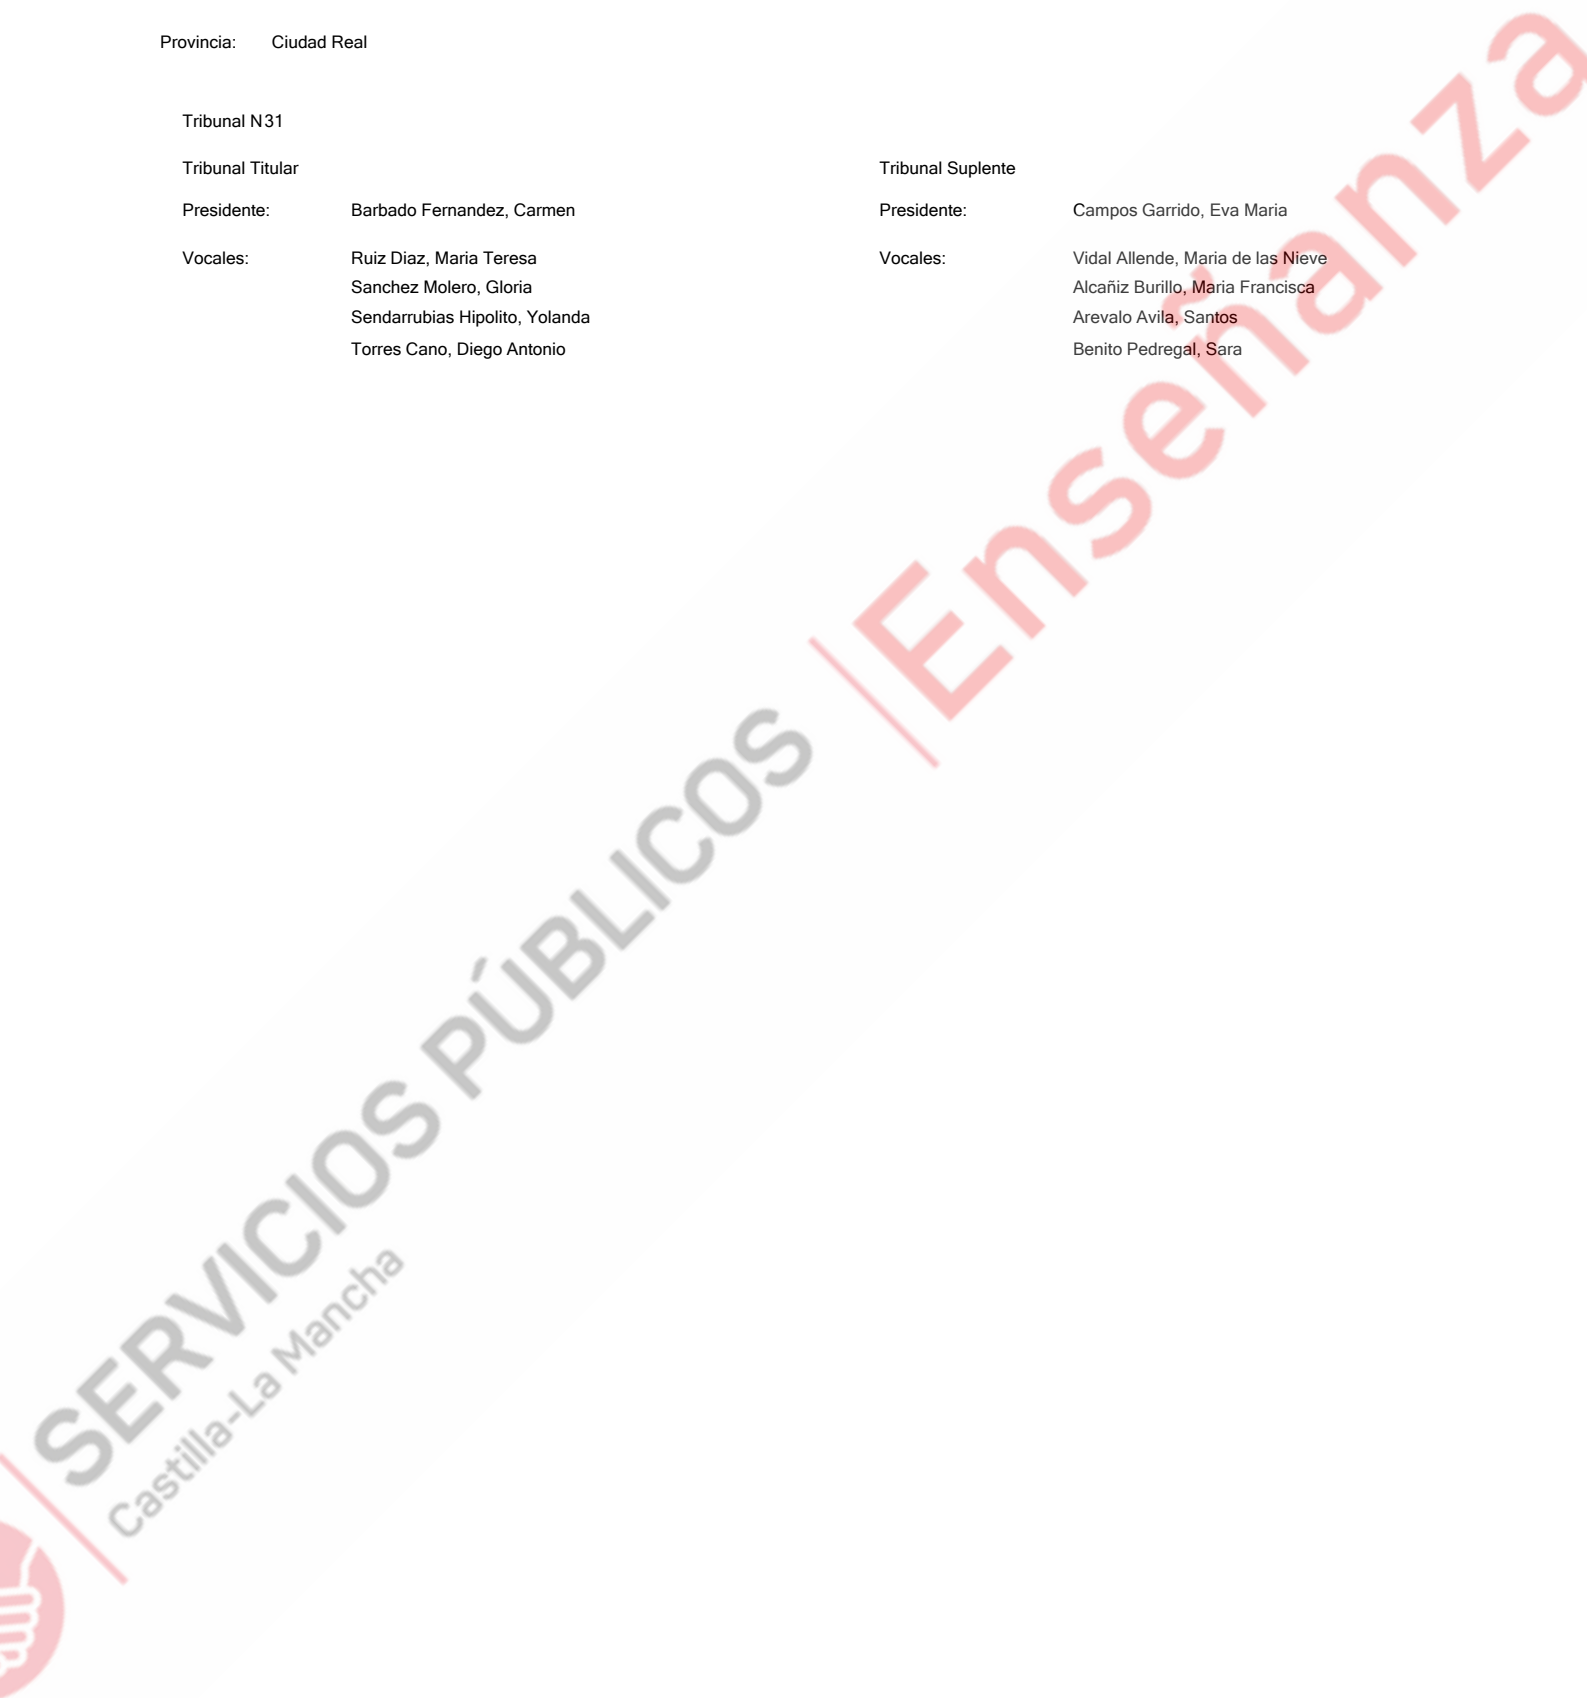 Provincia: Ciudad Real
Tribunal N31
Tribunal Titular
Presidente: Barbado Fernandez, Carmen
Vocales: Ruiz Diaz, Maria Teresa
Sanchez Molero, Gloria
Sendarrubias Hipolito, Yolanda
Torres Cano, Diego Antonio
Tribunal Suplente
Presidente: Campos Garrido, Eva Maria
Vocales: Vidal Allende, Maria de las Nieve
Alcañiz Burillo, Maria Francisca
Arevalo Avila, Santos
Benito Pedregal, Sara
SERVICIOS PÚBLICOS | Enseñanza
Castilla-La Mancha